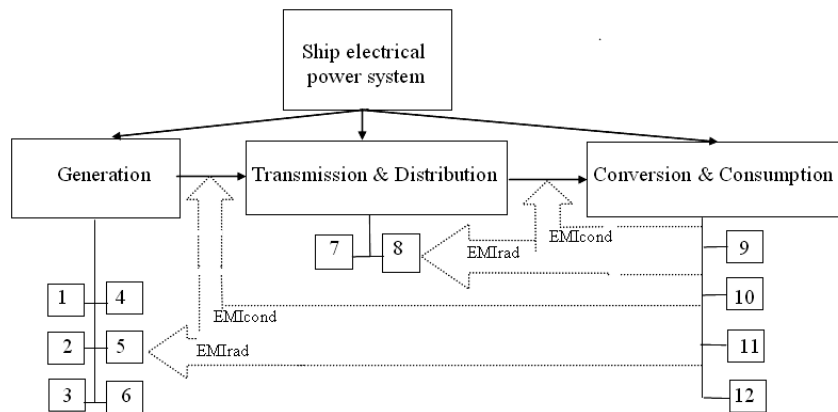 Ship electrical
power system
Generation
Transmission & Distribution
Conversion & Consumption
7
8
EMIrad
EMIcond
9
1
4
10
EMIcond
2
5
EMIrad
11
3
6
12